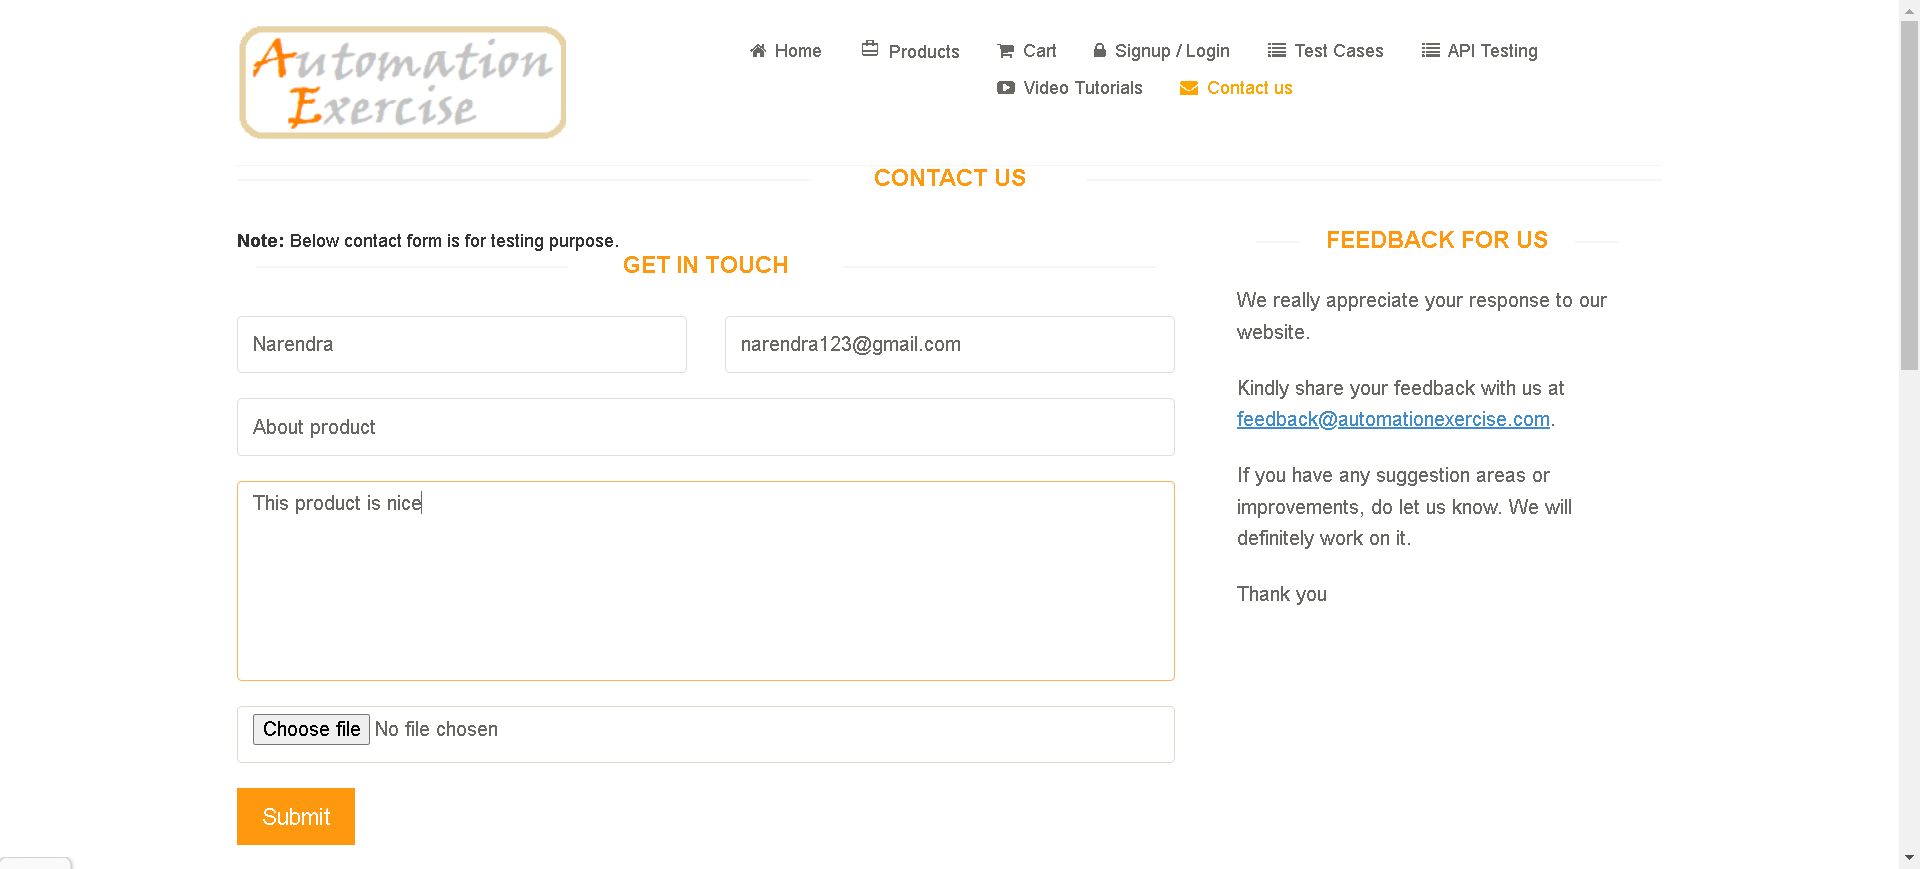 Automation
Exercise
Home Products Cart Signup / Login Test Cases API Testing
Video Tutorials Contact us
CONTACT US
Note: Below contact form is for testing purpose.
GET IN TOUCH
Narendra
narendra123@gmail.com
About product
This product is nice
Choose file No file chosen
Submit
FEEDBACK FOR US
We really appreciate your response to our
website.
Kindly share your feedback with us at
feedback@automationexercise.com.
If you have any suggestion areas or
improvements, do let us know. We will
definitely work on it.
Thank you